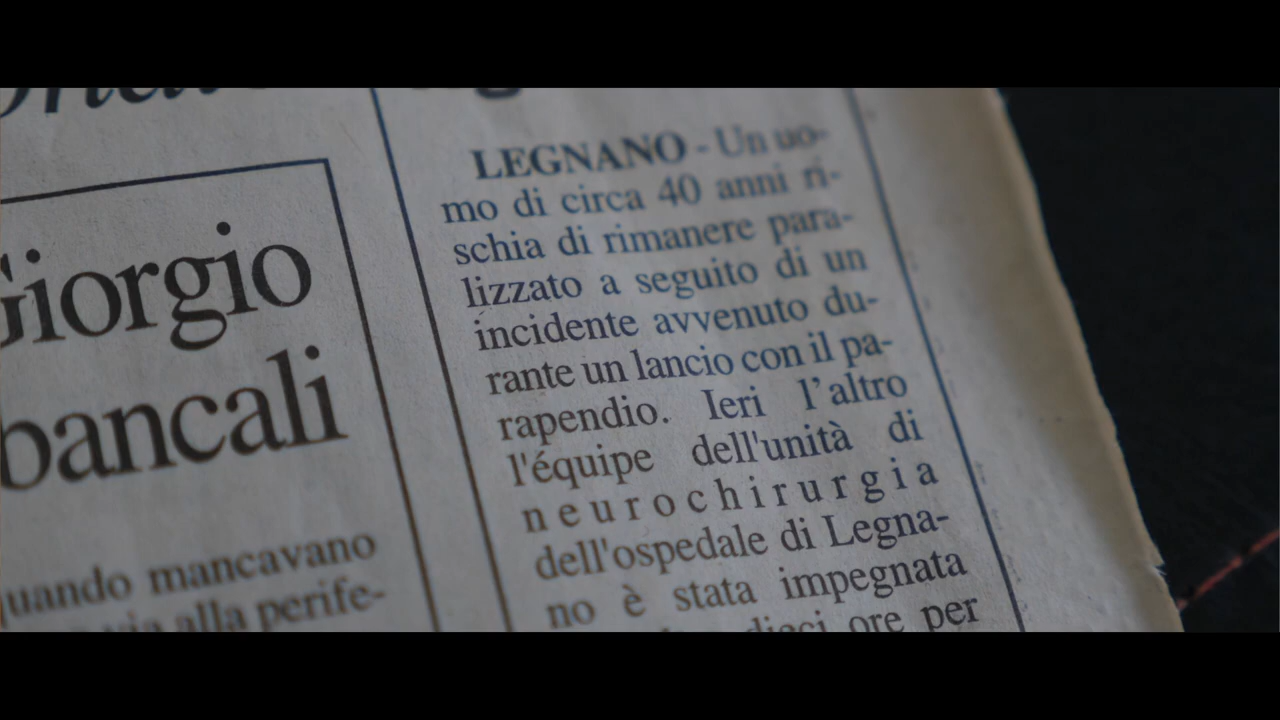 Giorgio
bancali
mancavano
alla perife-
LEGNANO - Un uo-
mo di circa 40 anni ri-
schia di rimanere para-
lizzato a seguito di un
incidente avvenuto du-
rante un lancio con il pa-
rapendio. Ieri l'altro
l'équipe dell'unità di
neurochirurgia
dell'ospedale di Legna-
no è stata impegnata
dieci ore per